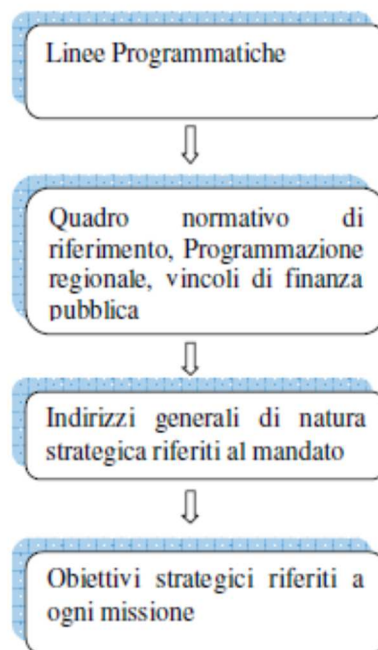 Linee Programmatiche
Quadro normativo di
riferimento, Programmazione
regionale, vincoli di finanza
pubblica
Indirizzi generali di natura
strategica riferiti al mandato
Obiettivi strategici riferiti a
ogni missione